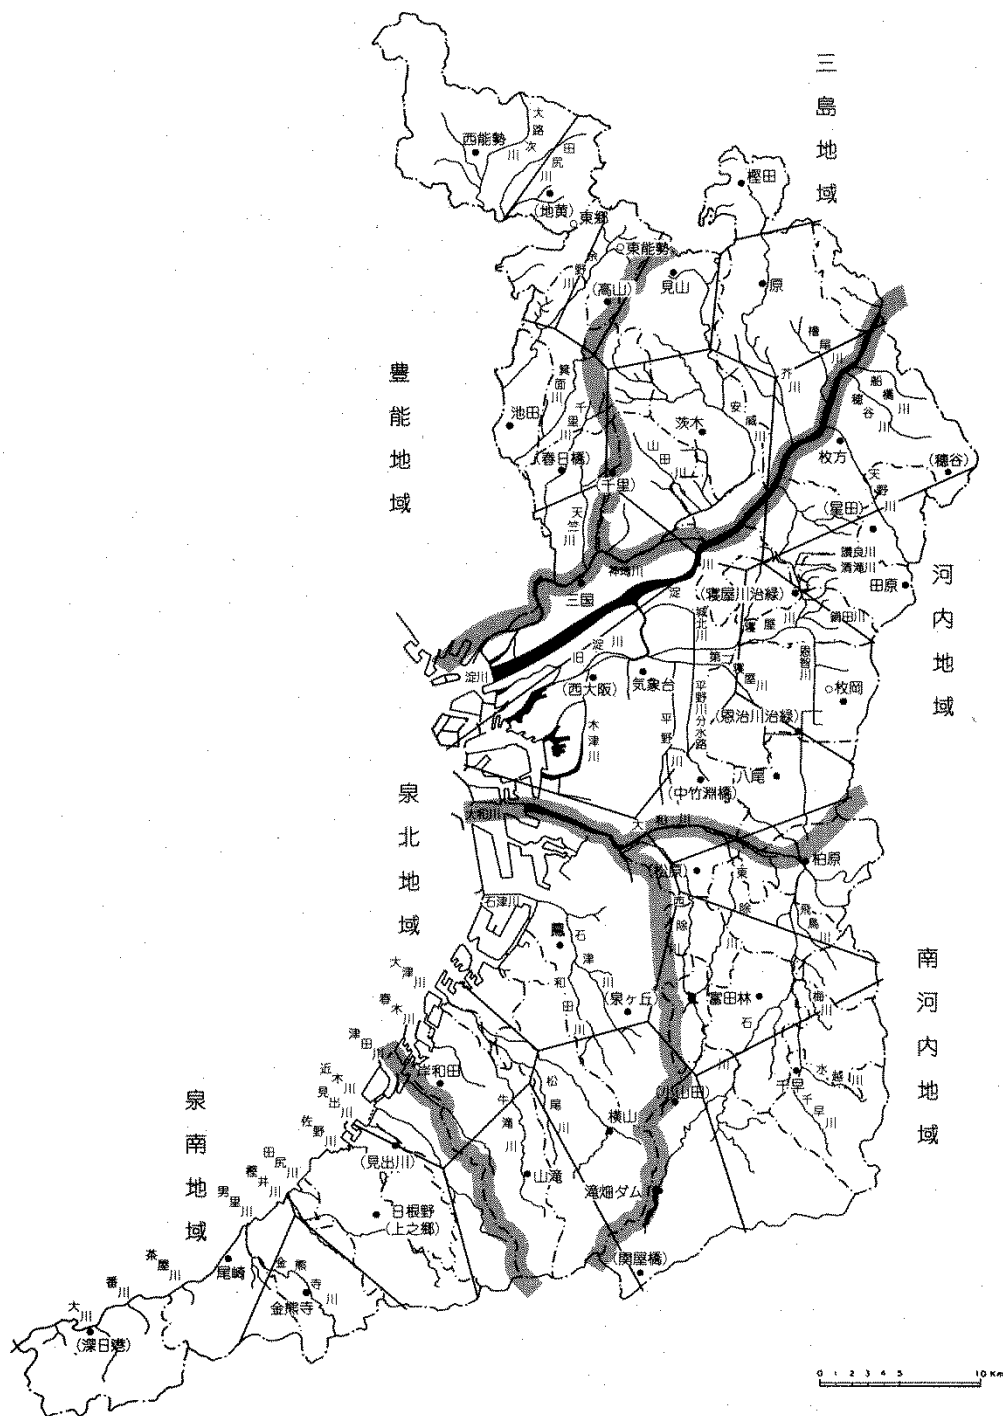 三島地域
豊能地域
河内地域
泉北地域
南河内地域
泉南地域
西能勢
大路次川
田尻川
(地黄)
東郷
樫田
東能勢
余野川
(高山)
見山
原
檜尾川
芥川
船橋川
穂谷川
箕面川
池田
千里川
茨木
安威川
山田川
枚方
(穂谷)
(春日橋)
(千里)
天野川
(星田)
天竺川
讃良川
清滝川
神崎川
田原
三国
淀川
(寝屋川治緑)
城北川
寝屋川
鍋田川
旧淀川
第二寝屋川
恩智川
淀川
(西大阪)
気象台
枚岡
平野川分水路
(恩治川治緑)
木津川
平野川
八尾
(中竹淵橋)
大和川
大和川
柏原
(松原)
東除川
西除川
飛鳥川
石津川
鳳
石津川
和田川
大津川
春木川
(泉ヶ丘)
富田林
石川
梅川
津田川
岸和田
千早
水越川
近木川
見出川
佐野川
松尾川
牛滝川
(小山田)
千早川
横山
(見出川)
田尻川
樫井川
男里川
山滝
滝畑ダム
日根野
(上之郷)
茶屋川
尾崎
金熊寺川
(関屋橋)
番川
大川
金熊寺
(深日港)
0 1 2 3 4 5 10 Km